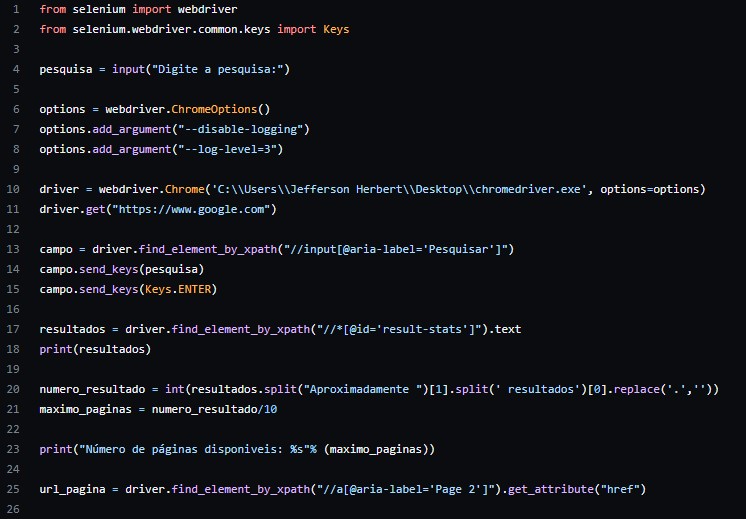 1 from selenium import webdriver
2 from selenium.webdriver.common.keys import Keys
3
4 pesquisa = input("Digite a pesquisa:")
5
6 options = webdriver.ChromeOptions()
7 options.add_argument("--disable-logging")
8 options.add_argument("--log-level=3")
9
10 driver = webdriver.Chrome('C:\\Users\\Jefferson Herbert\\Desktop\\chromedriver.exe', options=options)
11 driver.get("https://www.google.com")
12
13 campo = driver.find_element_by_xpath("//input[@aria-label='Pesquisar']")
14 campo.send_keys(pesquisa)
15 campo.send_keys(Keys.ENTER)
16
17 resultados = driver.find_element_by_xpath("//*[@id='result-stats']").text
18 print(resultados)
19
20 numero_resultado = int(resultados.split("Aproximadamente ")[1].split(' resultados')[0].replace('.',''))
21 maximo_paginas = numero_resultado/10
22
23 print("Número de páginas disponiveis: %s"% (maximo_paginas))
24
25 url_pagina = driver.find_element_by_xpath("//a[@aria-label='Page 2']").get_attribute("href")
26